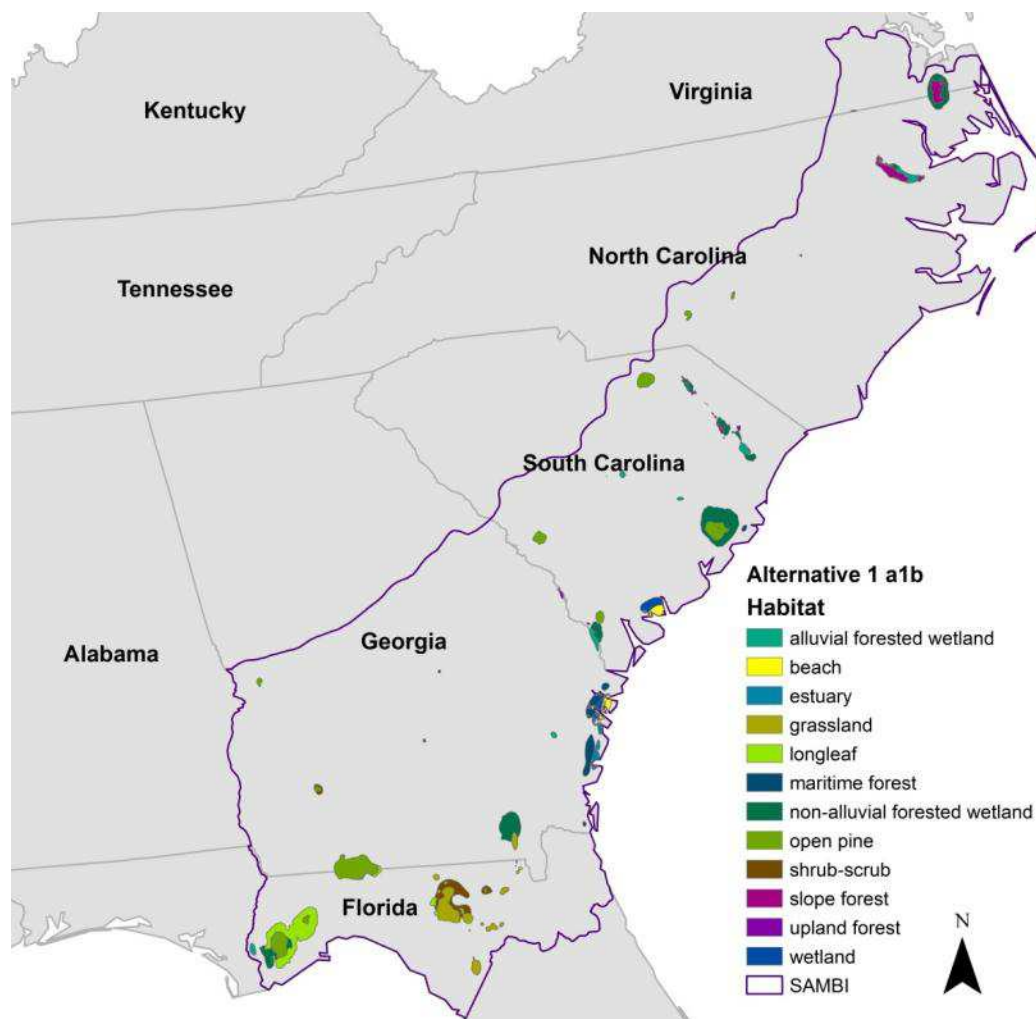 Kentucky
Virginia
Tennessee
North Carolina
South Carolina
Alabama
Georgia
Florida
Alternative 1 a1b
Habitat
alluvial forested wetland
beach
estuary
grassland
longleaf
maritime forest
non-alluvial forested wetland
open pine
shrub-scrub
slope forest
upland forest
wetland
SAMBI
N